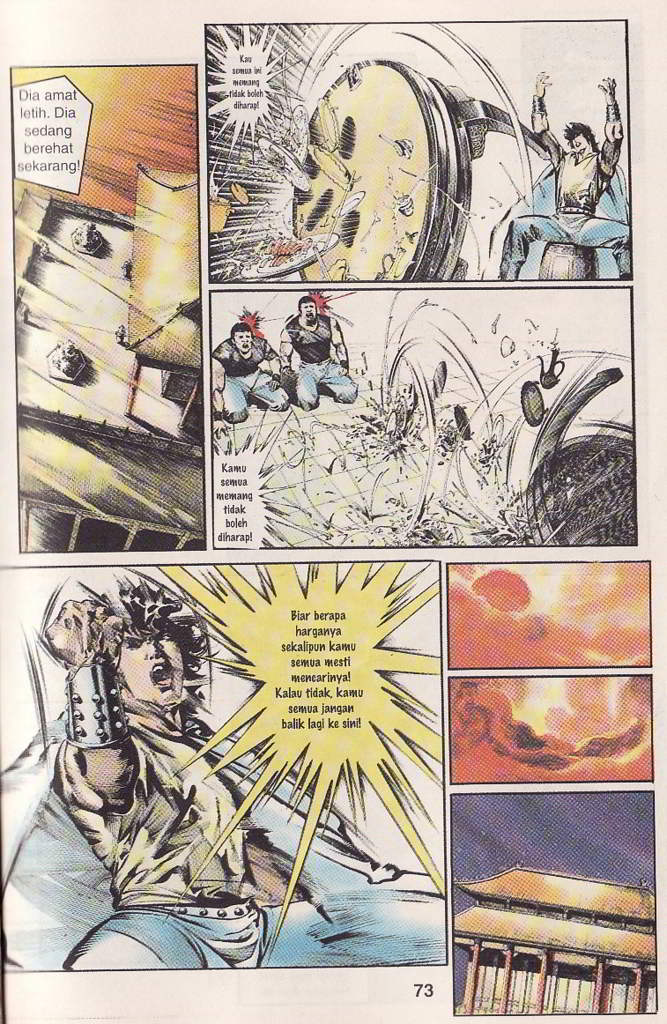 Dia amat
letih. Dia
sedang
berehat
sekarang!
Kau
semua ini
memang
tidak boleh
diharap!
Kamu
semua
memang
tidak
boleh
diharap!
Biar berapa
harganya
sekalipun kamu
semua mesti
mencarinya!
Kalau tidak, kamu
semua jangan
balik lagi ke sini!
73